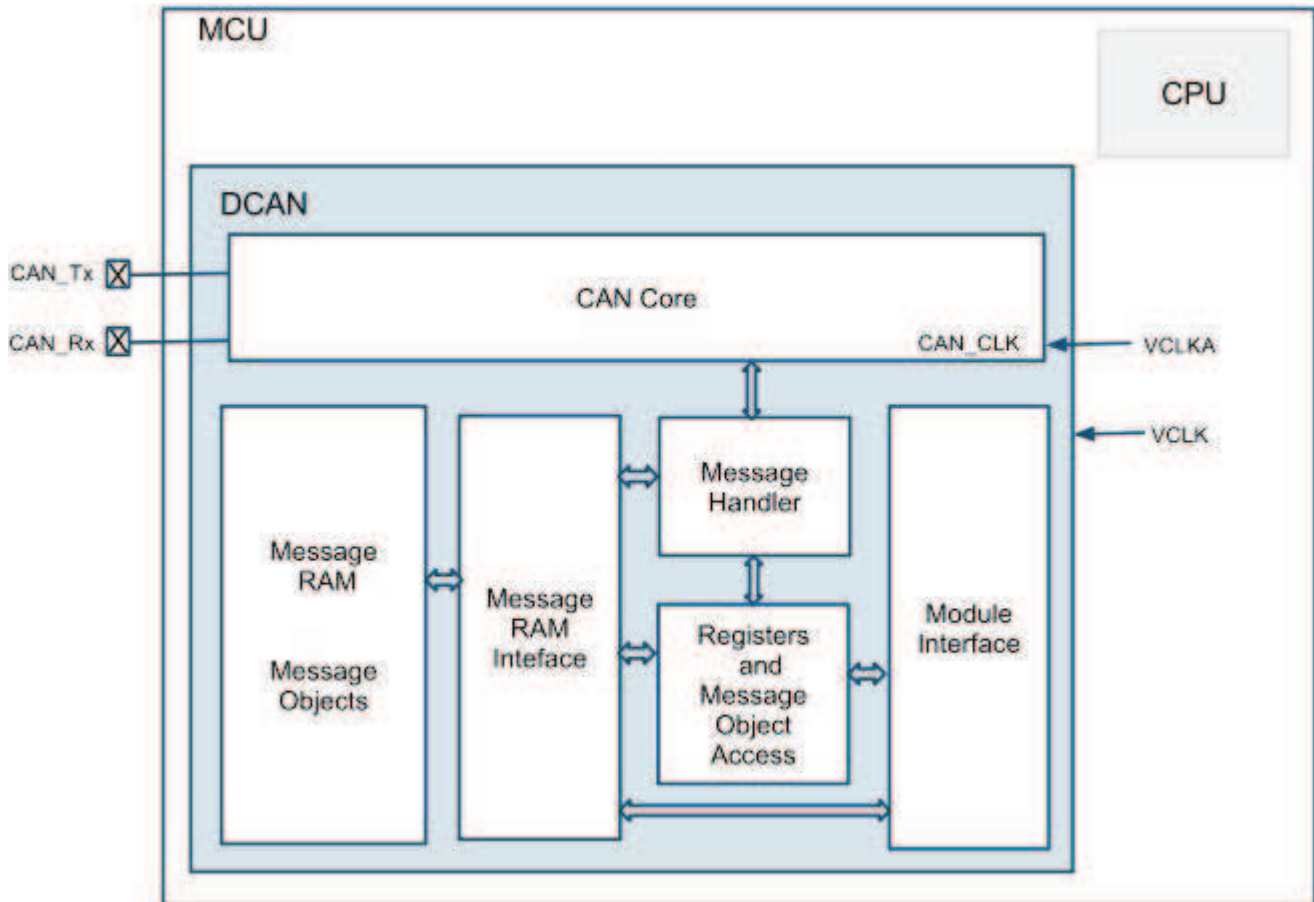 MCU
CPU
DCAN
CAN_Tx
CAN Core
CAN_Rx
CAN_CLK
VCLKA
VCLK
Message
Handler
Message
RAM
Message
Objects
Message
RAM
Inteface
Registers
and
Message
Object
Access
Module
Interface